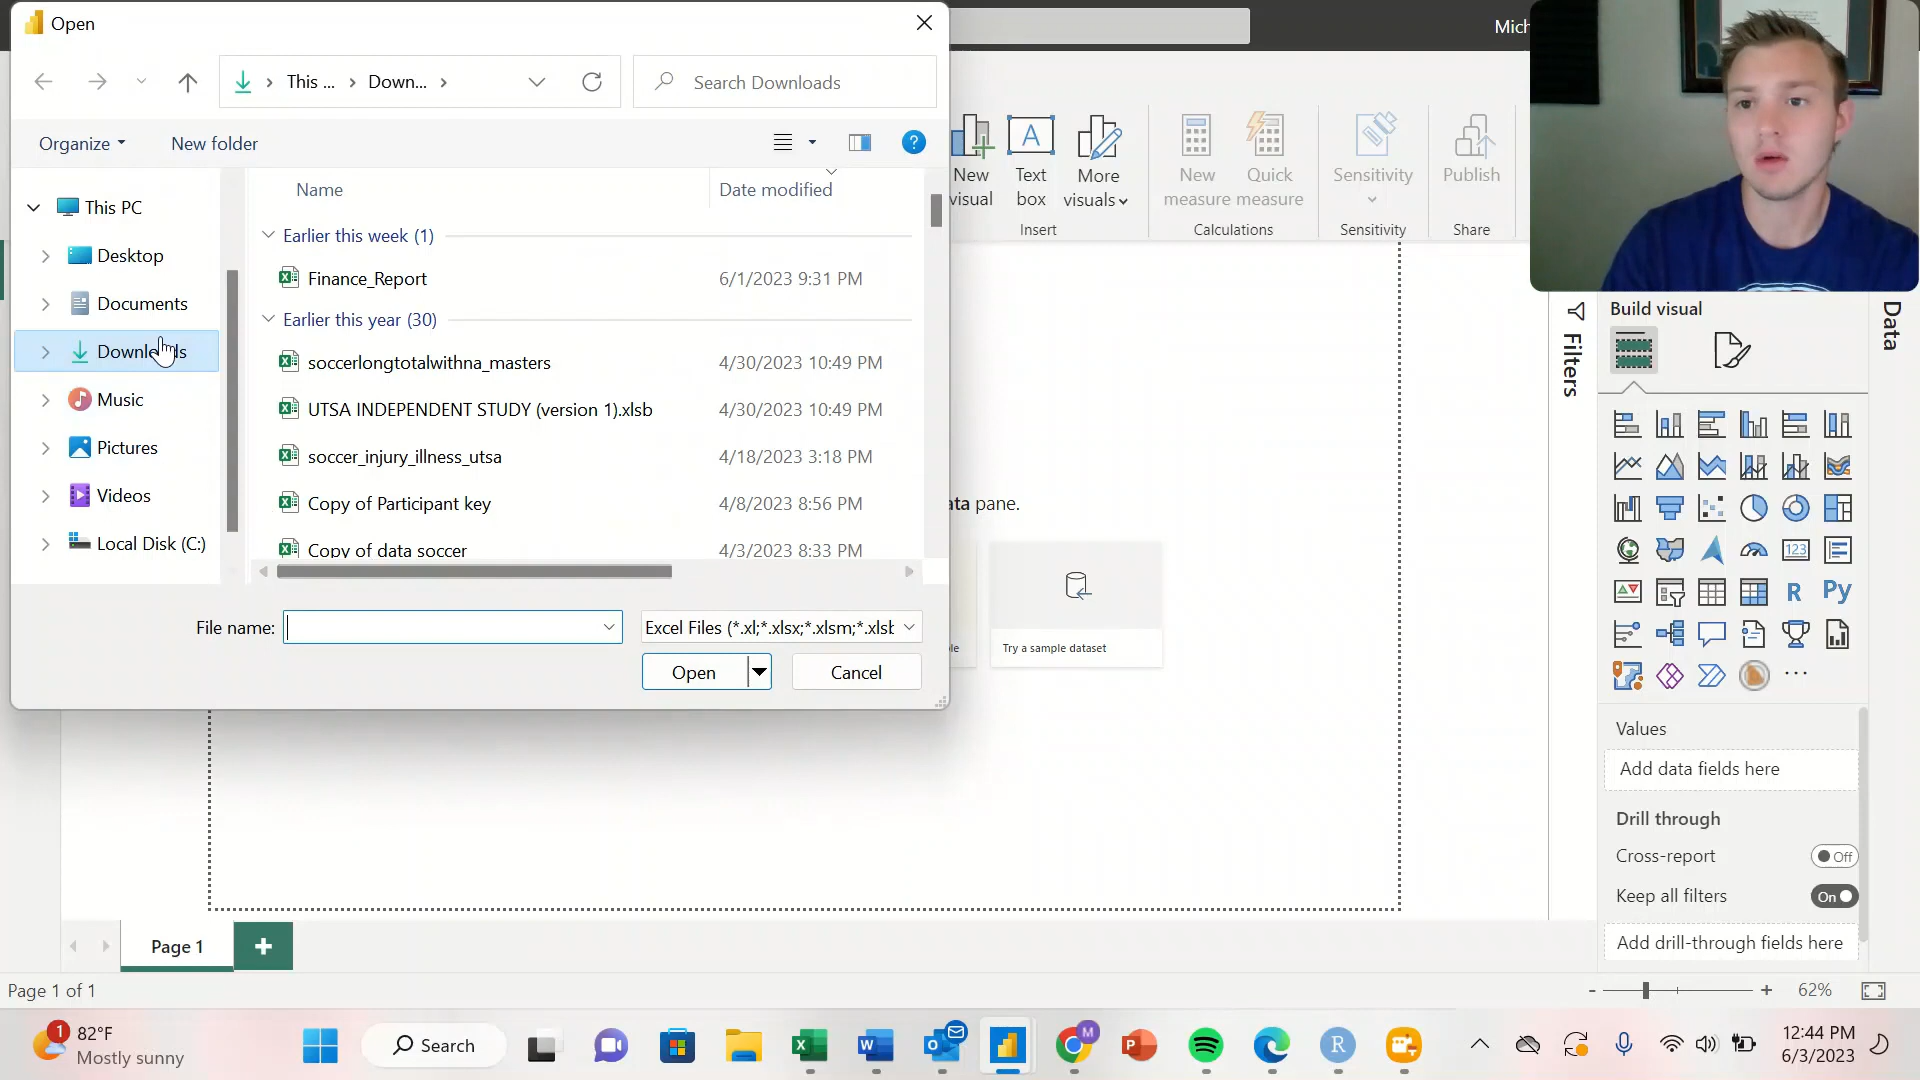 Open
This ... Down...
Search Downloads
Organize
New folder
?
This PC
Desktop
Documents
Downloads
Music
Pictures
Videos
Local Disk (C:)
Name Date modified
Earlier this week (1)
Finance_Report 6/1/2023 9:31 PM
Earlier this year (30)
soccerlongtotalwithna_masters 4/30/2023 10:49 PM
UTSA INDEPENDENT STUDY (version 1).xlsb 4/30/2023 10:49 PM
soccer_injury_illness_utsa 4/18/2023 3:18 PM
Copy of Participant key 4/8/2023 8:56 PM
Copy of data soccer 4/3/2023 8:33 PM
File name:
Excel Files (*.xl;*.xlsx;*.xlsm;*.xlsb
Open
Cancel
Mich
New
visual
Text
box
More
visuals
Insert
New
measure
Quick
measure
Calculations
Sensitivity
Sensitivity
Publish
Share
ata pane.
le
Try a sample dataset
Filters
Build visual
Data
123
R
Py
...
Values
Add data fields here
Drill through
Cross-report
Off
Keep all filters
On
Add drill-through fields here
Page 1
+
Page 1 of 1
- + 62%
1
82°F
Mostly sunny
Search
M
R
12:44 PM
6/3/2023